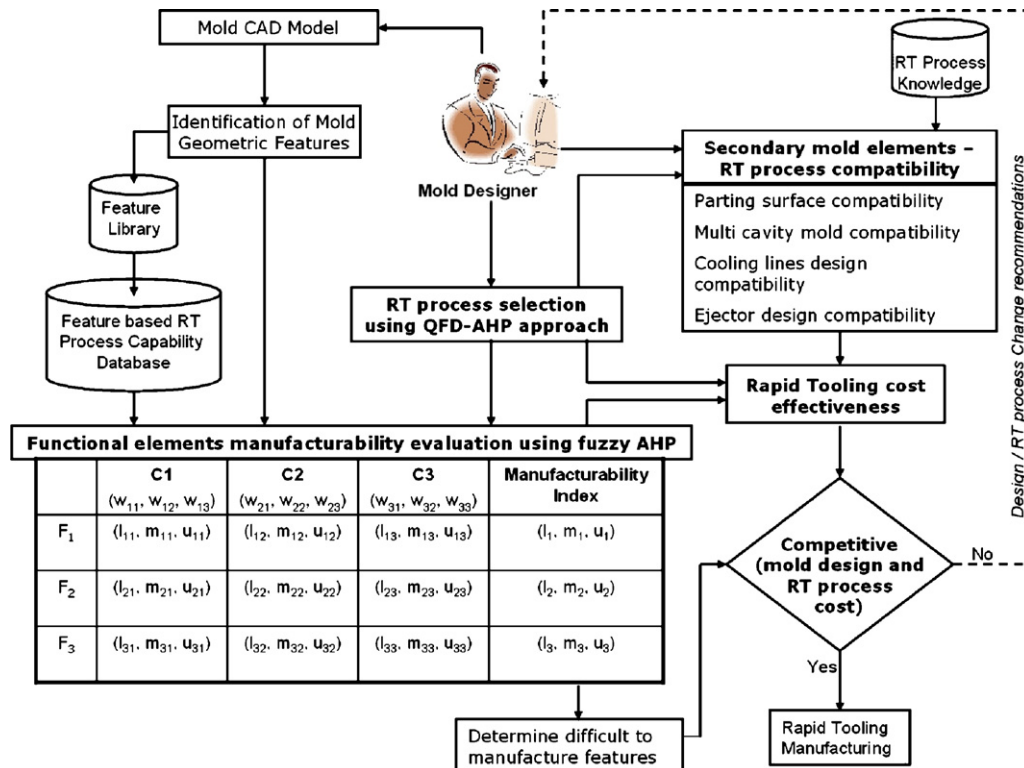 Mold CAD Model
Identification of Mold
Geometric Features
Feature
Library
Feature based RT
Process Capability
Database
Mold Designer
RT process selection
using QFD-AHP approach
RT Process
Knowledge
Secondary mold elements –
RT process compatibility
Parting surface compatibility
Multi cavity mold compatibility
Cooling lines design
compatibility
Ejector design compatibility
Rapid Tooling cost
effectiveness
Design / RT process Change recommendations
Functional elements manufacturability evaluation using fuzzy AHP
C1 C2 C3 Manufacturability
(w₁₁, w₁₂, w₁₃) (w₂₁, w₂₂, w₂₃) (w₃₁, w₃₂, w₃₃) Index
F₁ (l₁₁, m₁₁, u₁₁) (l₁₂, m₁₂, u₁₂) (l₁₃, m₁₃, u₁₃) (l₁, m₁, u₁)
F₂ (l₂₁, m₂₁, u₂₁) (l₂₂, m₂₂, u₂₂) (l₂₃, m₂₃, u₂₃) (l₂, m₂, u₂)
F₃ (l₃₁, m₃₁, u₃₁) (l₃₂, m₃₂, u₃₂) (l₃₃, m₃₃, u₃₃) (l₃, m₃, u₃)
Determine difficult to
manufacture features
Competitive
(mold design and
RT process
cost)
No
Yes
Rapid Tooling
Manufacturing